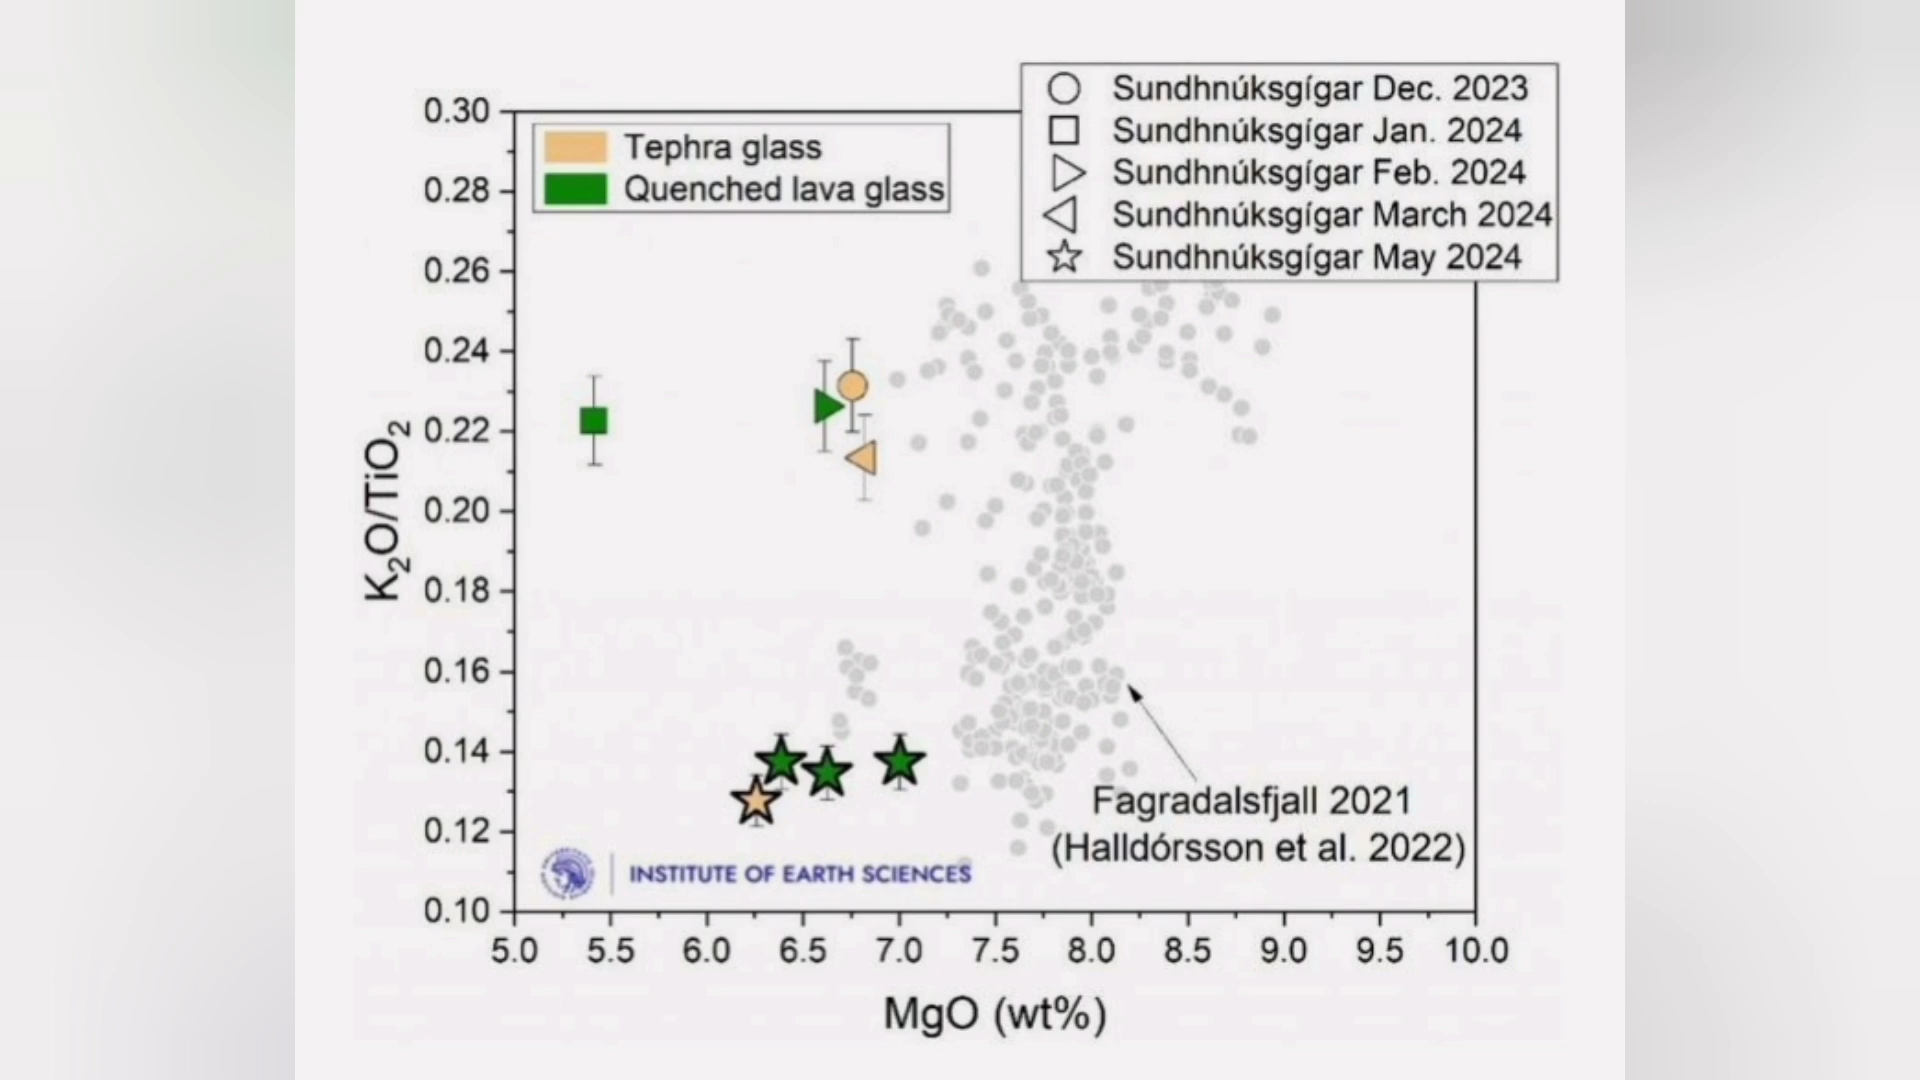 Sundhnúksgígar Dec. 2023
Sundhnúksgígar Jan. 2024
Sundhnúksgígar Feb. 2024
Sundhnúksgígar March 2024
Sundhnúksgígar May 2024
Tephra glass
Quenched lava glass
0.30
0.28
0.26
0.24
0.22
0.20
0.18
0.16
0.14
0.12
0.10
K₂O/TiO₂
Fagradalsfjall 2021
(Halldórsson et al. 2022)
INSTITUTE OF EARTH SCIENCES
5.0 5.5 6.0 6.5 7.0 7.5 8.0 8.5 9.0 9.5 10.0
MgO (wt%)